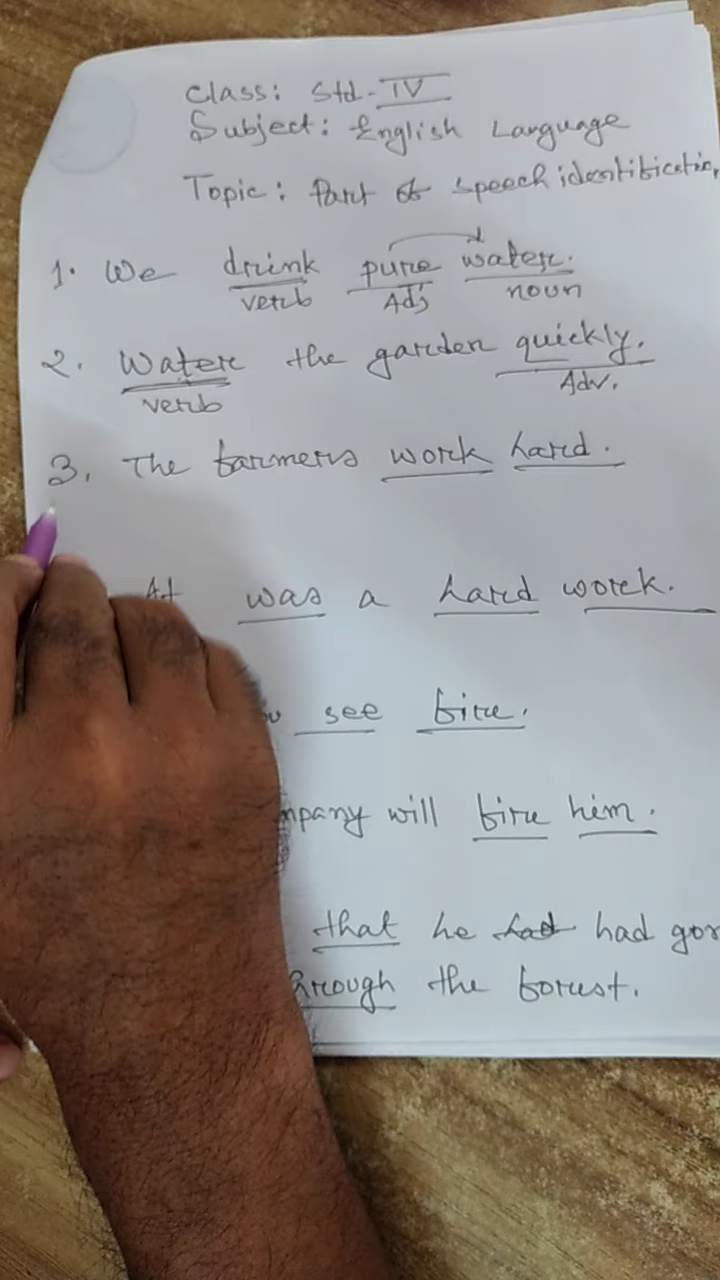 Class: Std-IV
Subject: English Language
Topic: Part of speech identification
1. We drink pure water.
verb Adj noun
2. Water the garden quickly.
verb Adv.
3. The farmers work hard.
was a hard work.
see fire.
will fire him.
that he had
the forest.